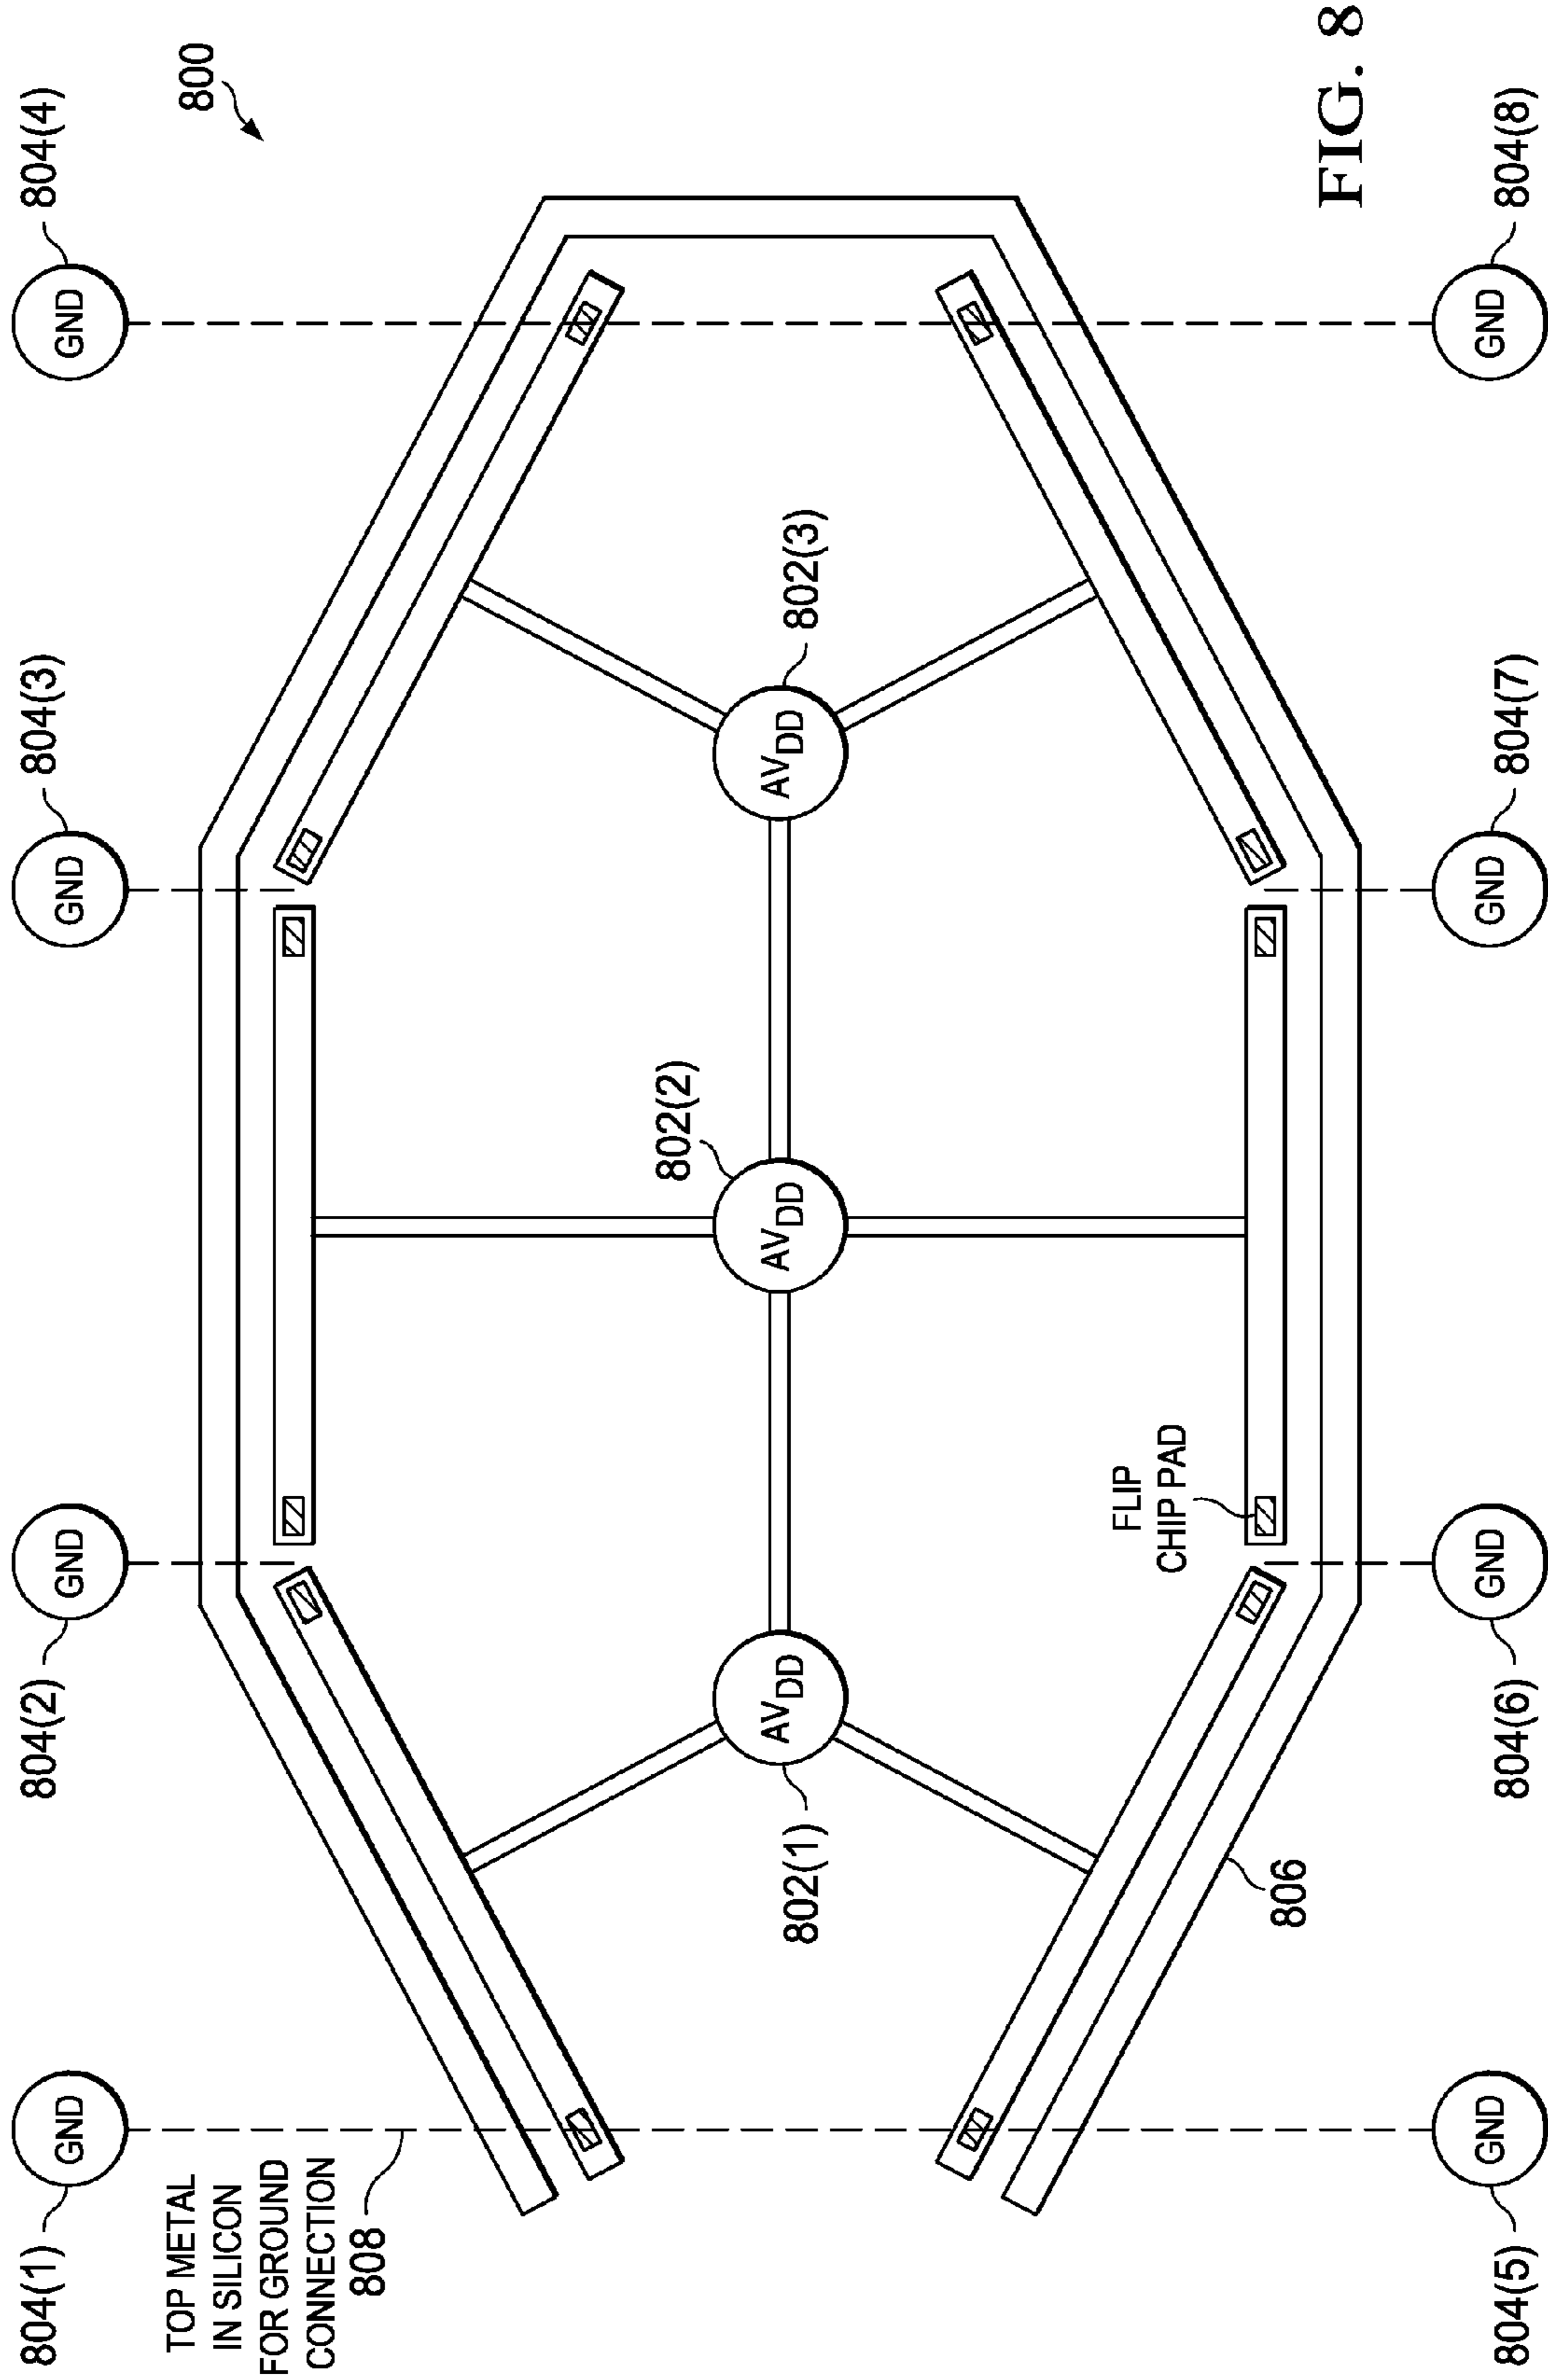 804(1)
804(2)
804(3)
804(4)
GND
GND
GND
GND
800
TOP METAL
IN SILICON
FOR GROUND
CONNECTION
808
802(2)
AVDD
AVDD
AVDD
802(1)
802(3)
FLIP
CHIP PAD
806
FIG. 8
GND
GND
GND
GND
804(5)
804(6)
804(7)
804(8)